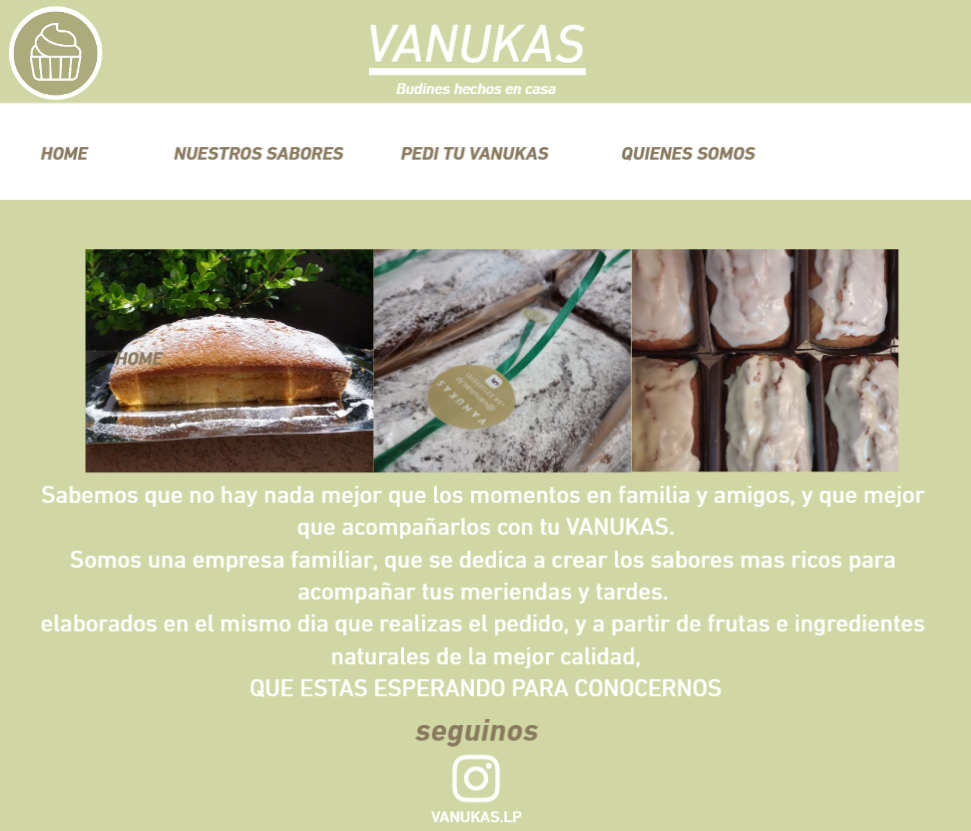 VANUKAS
Budines hechos en casa
HOME
NUESTROS SABORES
PEDI TU VANUKAS
QUIENES SOMOS
HOME
VANUKAS
Sabemos que no hay nada mejor que los momentos en familia y amigos, y que mejor
que acompañarlos con tu VANUKAS.
Somos una empresa familiar, que se dedica a crear los sabores mas ricos para
acompañar tus meriendas y tardes.
elaborados en el mismo dia que realizas el pedido, y a partir de frutas e ingredientes
naturales de la mejor calidad,
QUE ESTAS ESPERANDO PARA CONOCERNOS
seguinos
VANUKAS.LP